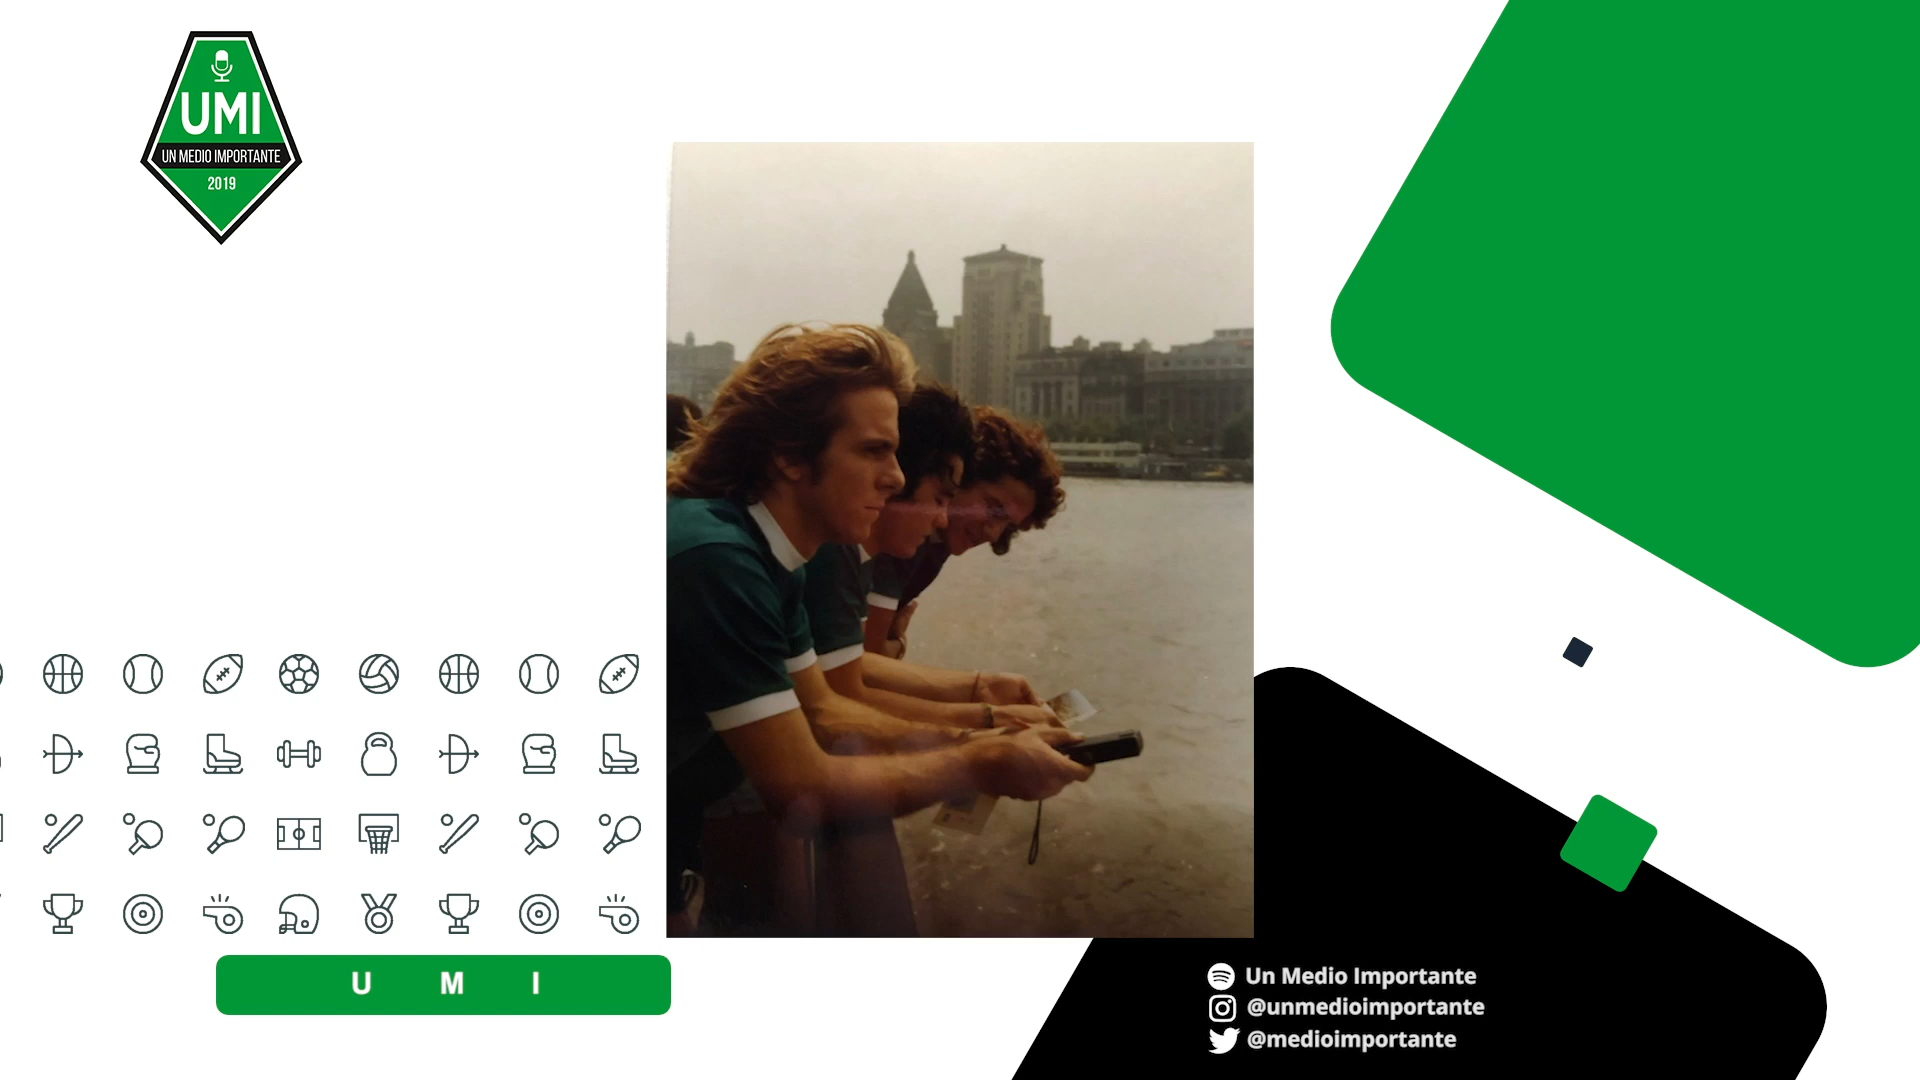 UMI
UN MEDIO IMPORTANTE
2019
U M I
Un Medio Importante
@unmedioimportante
@medioimportante